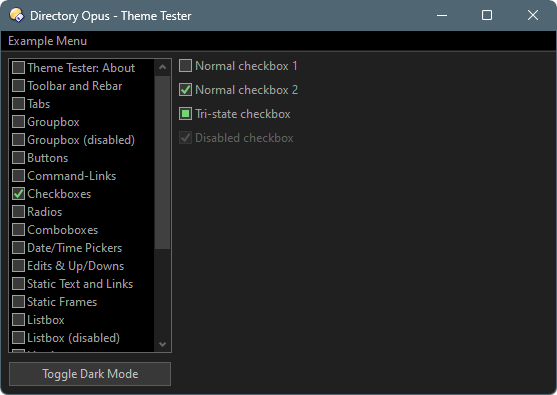 Directory Opus - Theme Tester
Example Menu
Theme Tester: About
Toolbar and Rebar
Tabs
Groupbox
Groupbox (disabled)
Buttons
Command-Links
Checkboxes
Radios
Comboboxes
Date/Time Pickers
Edits & Up/Downs
Static Text and Links
Static Frames
Listbox
Listbox (disabled)
Toggle Dark Mode
Normal checkbox 1
Normal checkbox 2
Tri-state checkbox
Disabled checkbox